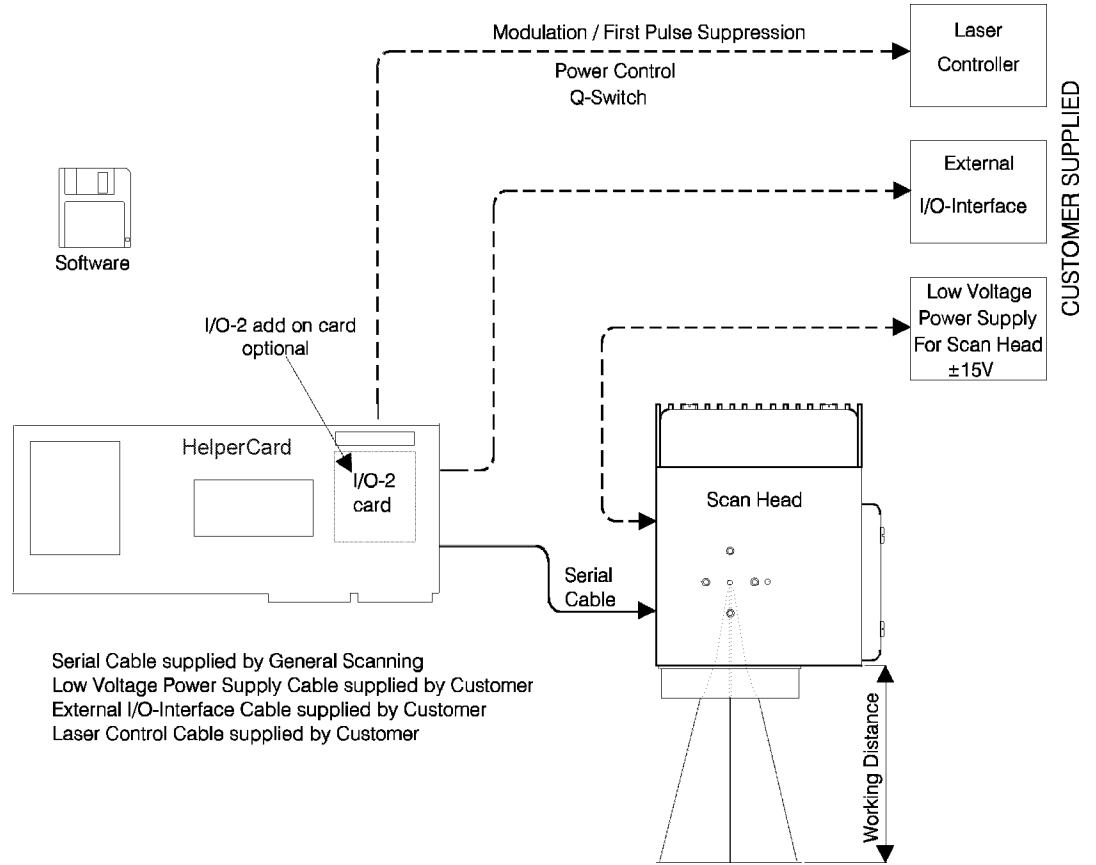 Modulation / First Pulse Suppression
Power Control
Q-Switch
Laser
Controller
External
I/O-Interface
Low Voltage
Power Supply
For Scan Head
±15V
CUSTOMER SUPPLIED
Software
I/O-2 add on card
optional
HelperCard
I/O-2
card
Scan Head
Serial
Cable
Working Distance
Serial Cable supplied by General Scanning
Low Voltage Power Supply Cable supplied by Customer
External I/O-Interface Cable supplied by Customer
Laser Control Cable supplied by Customer